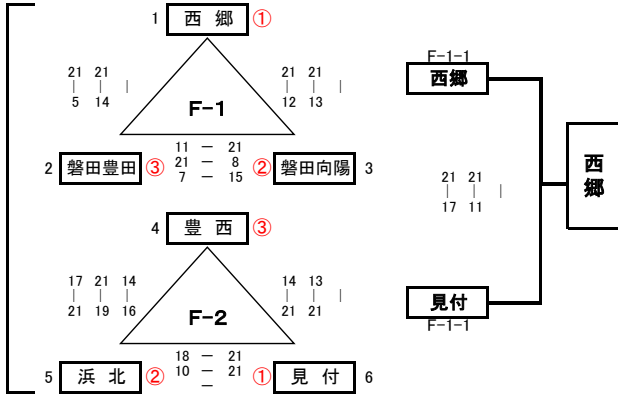 1 西 郷 ①
21 21
| | |
5 14
21 21
| | |
12 13
F-1
11 － 21
21 － 8
7 － 15
2 磐田豊田 ③
② 磐田向陽 3
4 豊 西 ③
17 21 14
| | |
21 19 16
14 13
| | |
21 21
F-2
18 － 21
10 － 21
－
5 浜 北 ②
① 見 付 6
F-1-1
西郷
21 21
| | |
17 11
見付
F-1-1
西
郷